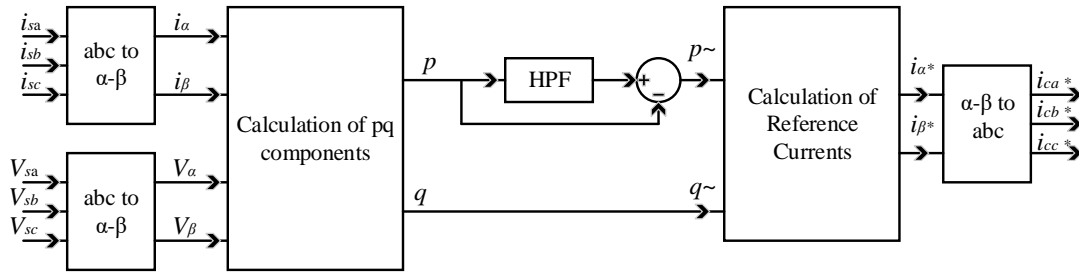 isa
isb
isc
abc to
α-β
iα
iβ
Vsa
Vsb
Vsc
abc to
α-β
Vα
Vβ
Calculation of pq
components
p
q
HPF
+
−
p~
q~
Calculation of
Reference
Currents
iα*
iβ*
α-β to
abc
ica *
icb *
icc *